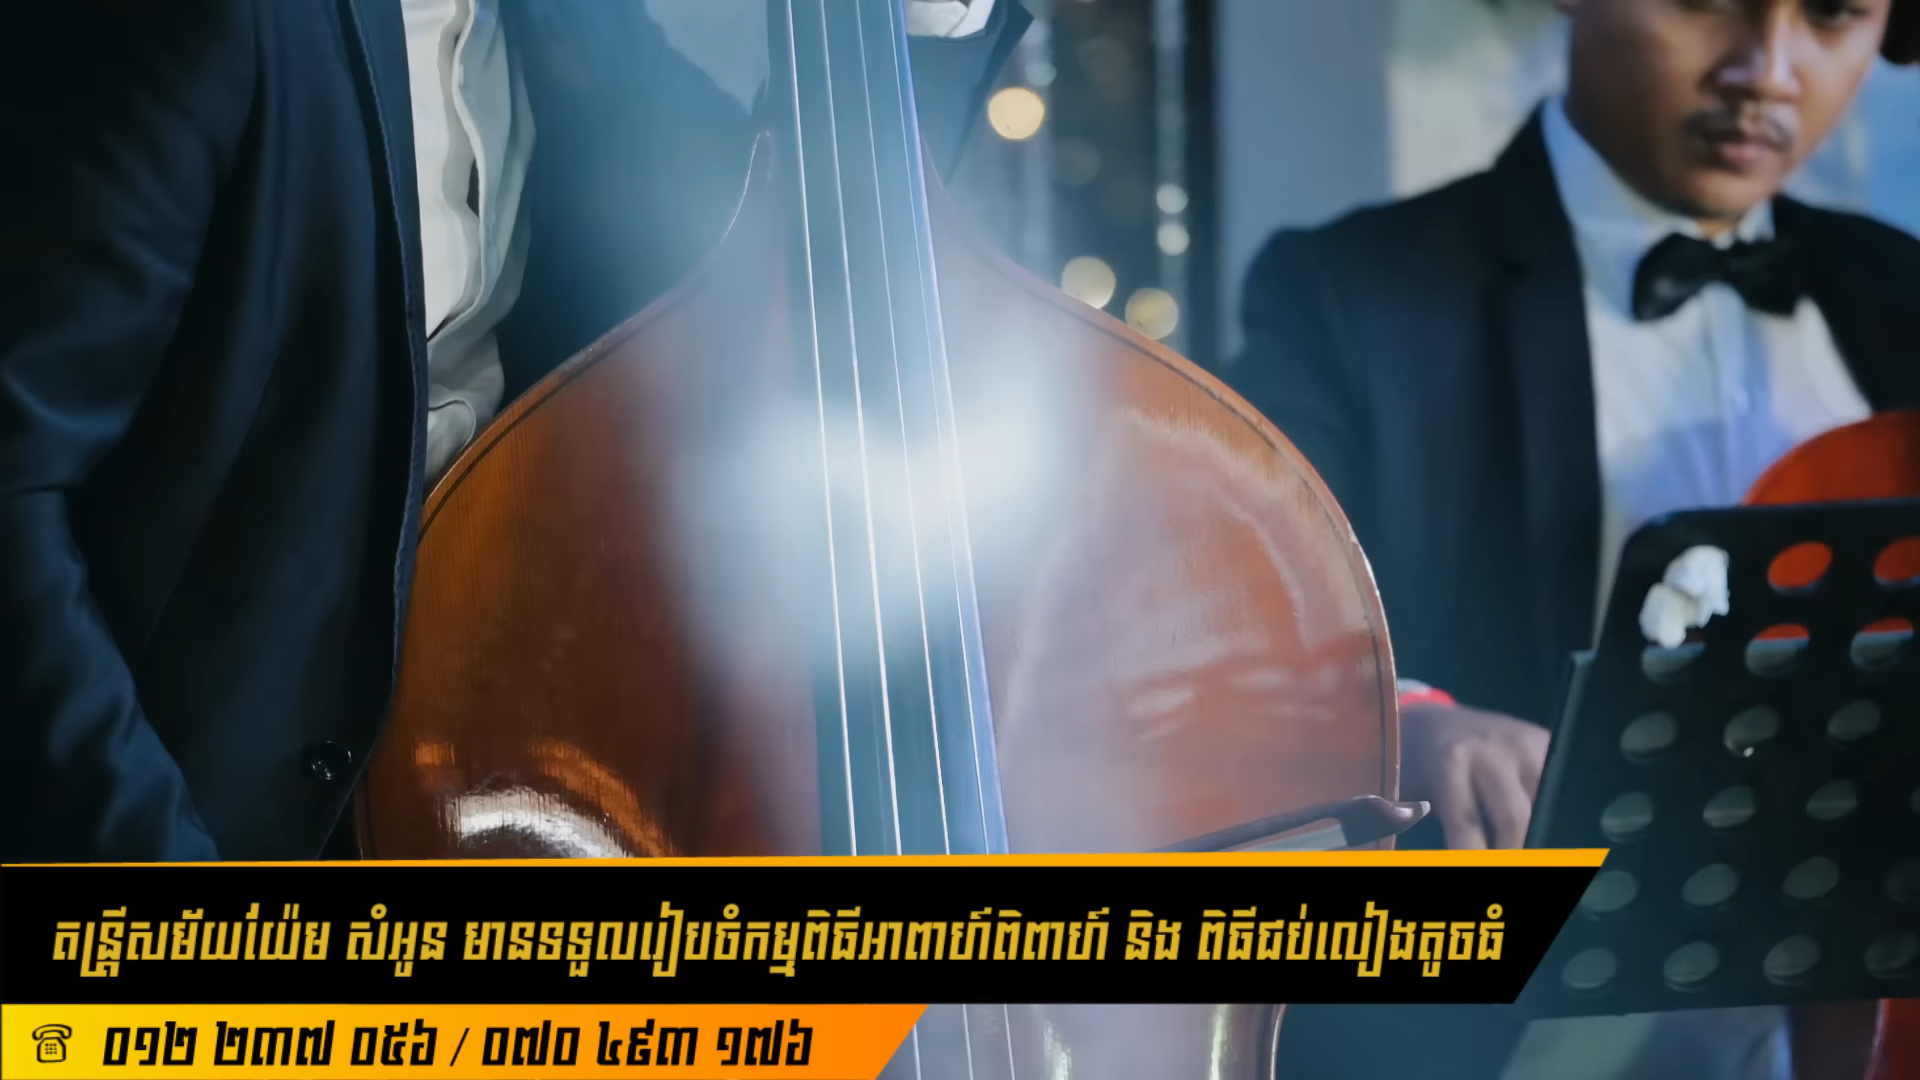 តន្ត្រីសម័យយ៉ែម សំអូន មានទទួលរៀបចំកម្មពិធីអាពាហ៍ពិពាហ៍ និង ពិធីជប់លៀងតូចធំ
☏ ០១២ ២៣៧ ០៥៦ / ០៧០ ៤៩៣ ១៧៦